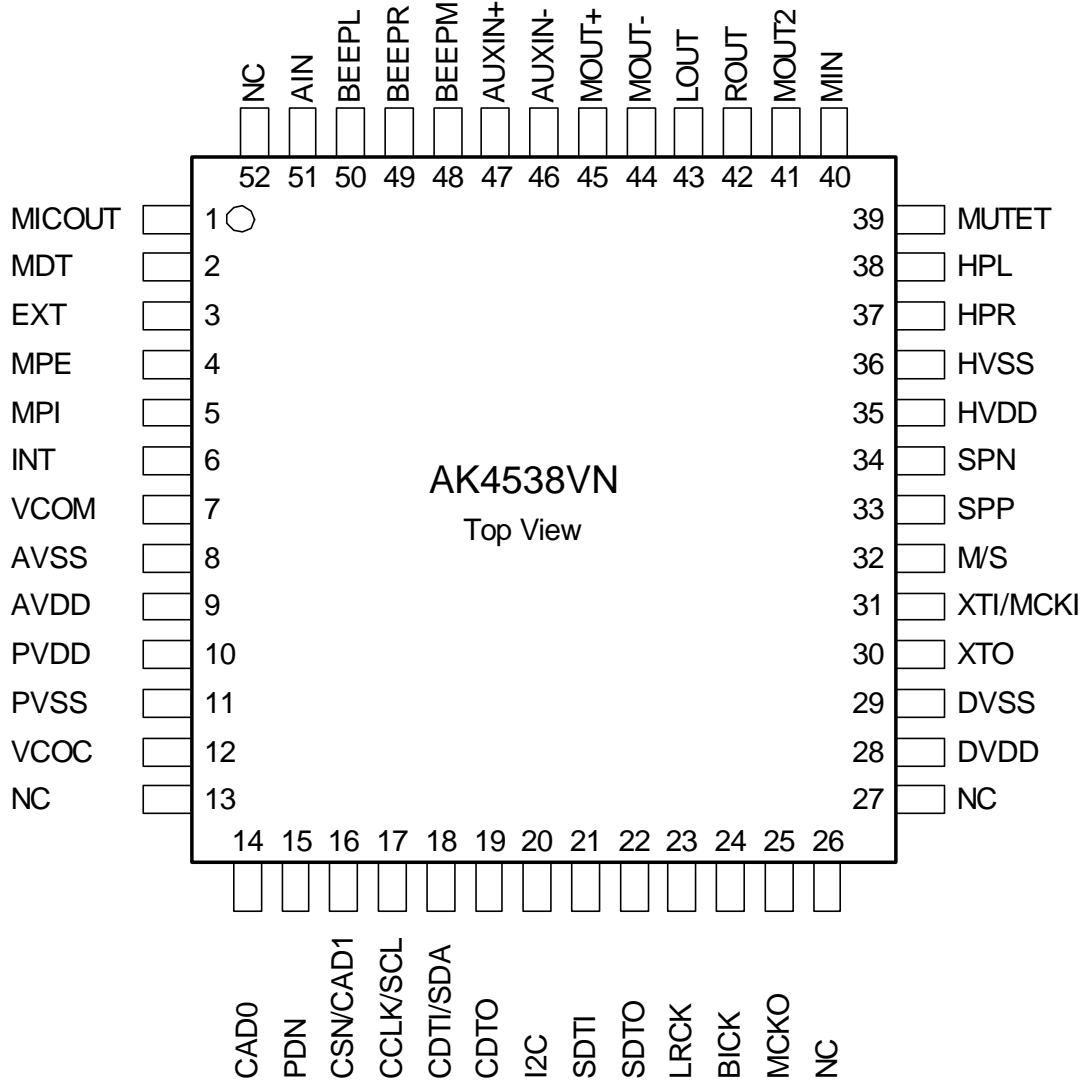 NC
AIN
BEEPL
BEEPR
BEEPM
AUXIN+
AUXIN-
MOUT+
MOUT-
LOUT
ROUT
MOUT2
MIN
52 51 50 49 48 47 46 45 44 43 42 41 40
MICOUT 1 39 MUTET
MDT 2 38 HPL
EXT 3 37 HPR
MPE 4 36 HVSS
MPI 5 35 HVDD
INT 6 34 SPN
VCOM 7 33 SPP
AVSS 8 32 M/S
AVDD 9 31 XTI/MCKI
PVDD 10 30 XTO
PVSS 11 29 DVSS
VCOC 12 28 DVDD
NC 13 27 NC
AK4538VN
Top View
14 15 16 17 18 19 20 21 22 23 24 25 26
CAD0
PDN
CSN/CAD1
CCLK/SCL
CDTI/SDA
CDTO
I2C
SDTI
SDTO
LRCK
BICK
MCKO
NC